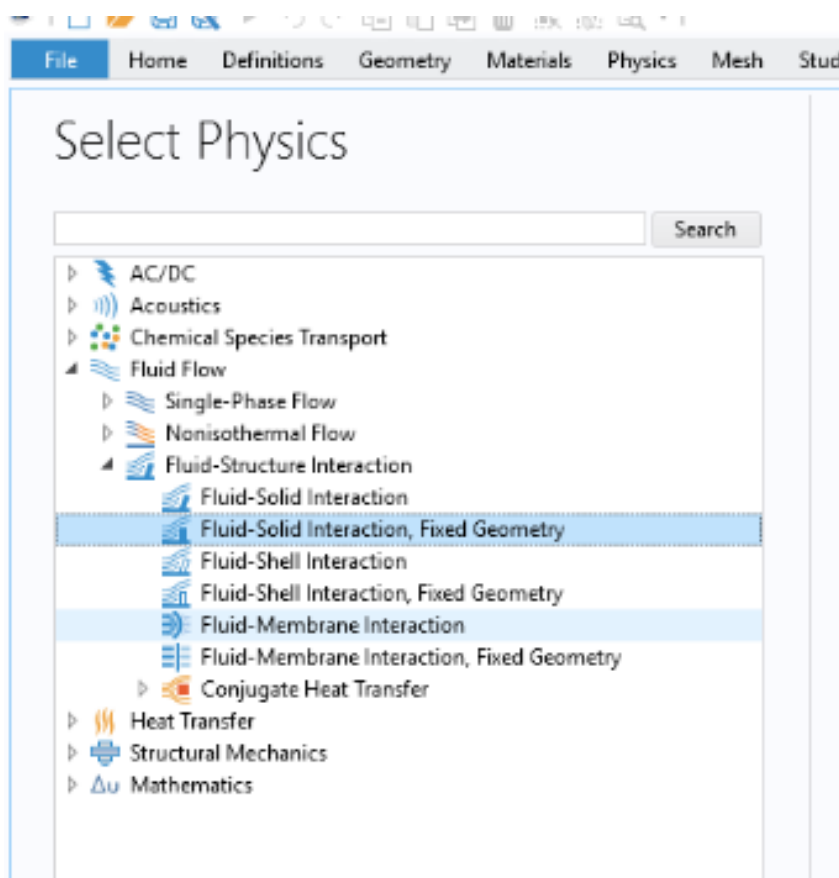 File Home Definitions Geometry Materials Physics Mesh Stud
Select Physics
Search
AC/DC
Acoustics
Chemical Species Transport
Fluid Flow
Single-Phase Flow
Nonisothermal Flow
Fluid-Structure Interaction
Fluid-Solid Interaction
Fluid-Solid Interaction, Fixed Geometry
Fluid-Shell Interaction
Fluid-Shell Interaction, Fixed Geometry
Fluid-Membrane Interaction
Fluid-Membrane Interaction, Fixed Geometry
Conjugate Heat Transfer
Heat Transfer
Structural Mechanics
Δu Mathematics